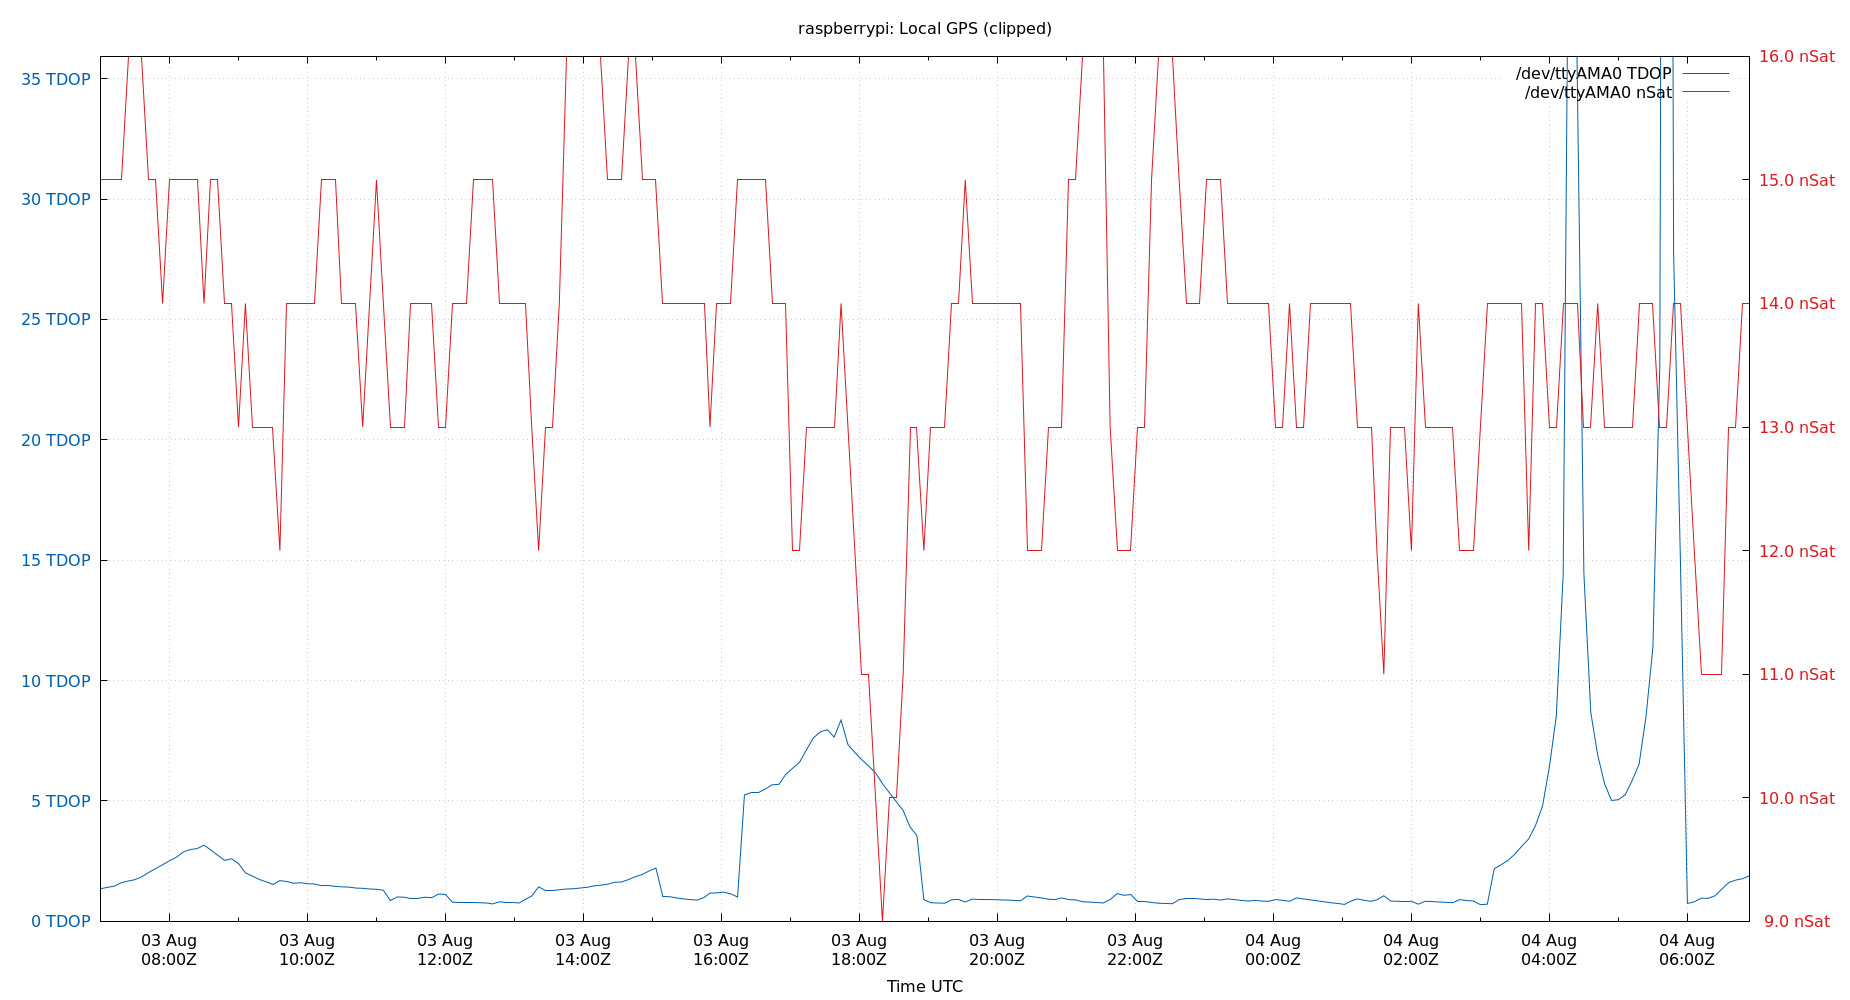 raspberrypi: Local GPS (clipped)
/dev/ttyAMA0 TDOP
/dev/ttyAMA0 nSat
35 TDOP
30 TDOP
25 TDOP
20 TDOP
15 TDOP
10 TDOP
5 TDOP
0 TDOP
16.0 nSat
15.0 nSat
14.0 nSat
13.0 nSat
12.0 nSat
11.0 nSat
10.0 nSat
9.0 nSat
03 Aug 03 Aug 03 Aug 03 Aug 03 Aug 03 Aug 03 Aug 03 Aug 04 Aug 04 Aug 04 Aug 04 Aug
08:00Z 10:00Z 12:00Z 14:00Z 16:00Z 18:00Z 20:00Z 22:00Z 00:00Z 02:00Z 04:00Z 06:00Z
Time UTC